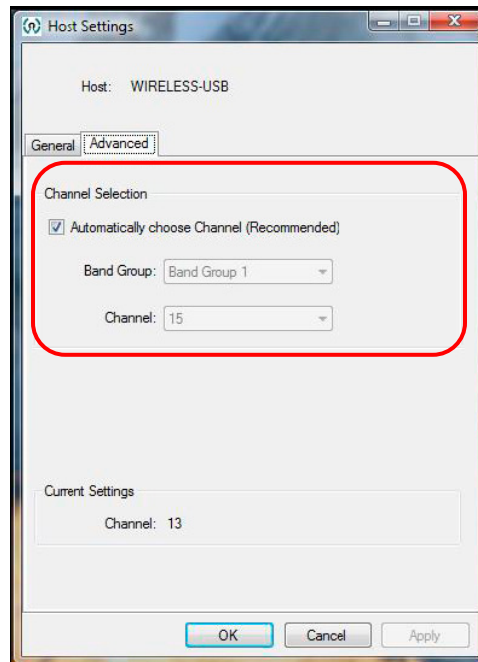 Host Settings
Host: WIRELESS-USB
General Advanced
Channel Selection
Automatically choose Channel (Recommended)
Band Group: Band Group 1
Channel: 15
Current Settings
Channel: 13
OK Cancel Apply